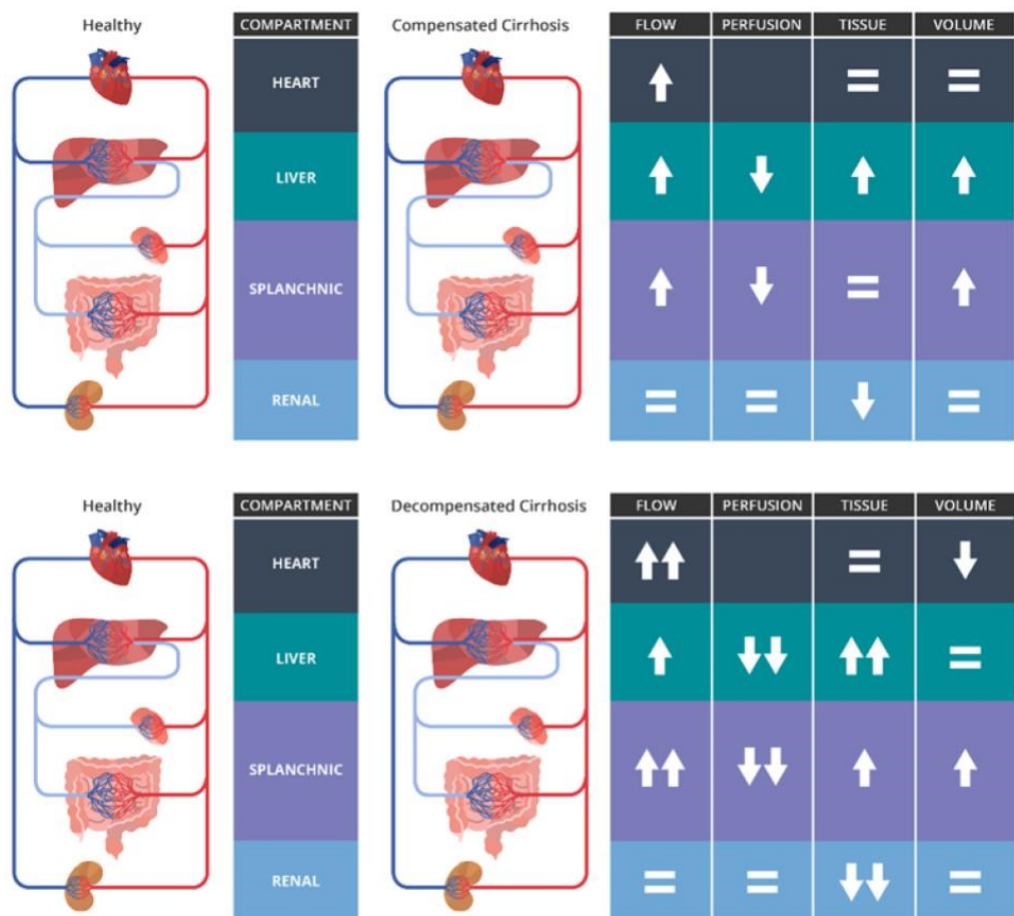 Healthy COMPARTMENT Compensated Cirrhosis FLOW PERFUSION TISSUE VOLUME
HEART
LIVER
SPLANCHNIC
RENAL
Healthy COMPARTMENT Decompensated Cirrhosis FLOW PERFUSION TISSUE VOLUME
HEART
LIVER
SPLANCHNIC
RENAL